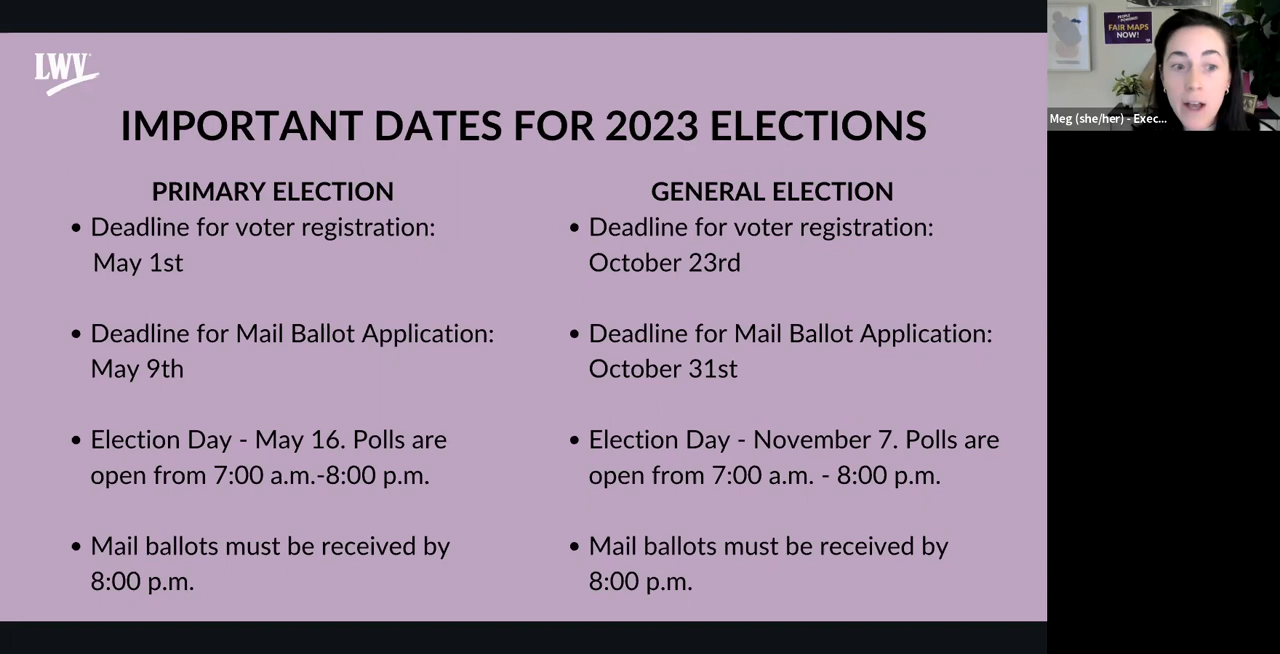 LWV
IMPORTANT DATES FOR 2023 ELECTIONS
PRIMARY ELECTION
• Deadline for voter registration:
May 1st
• Deadline for Mail Ballot Application:
May 9th
• Election Day - May 16. Polls are
open from 7:00 a.m.-8:00 p.m.
• Mail ballots must be received by
8:00 p.m.
GENERAL ELECTION
• Deadline for voter registration:
October 23rd
• Deadline for Mail Ballot Application:
October 31st
• Election Day - November 7. Polls are
open from 7:00 a.m. - 8:00 p.m.
• Mail ballots must be received by
8:00 p.m.
PEOPLE
POWERED
FAIR MAPS
NOW!
Meg (she/her) - Exec...